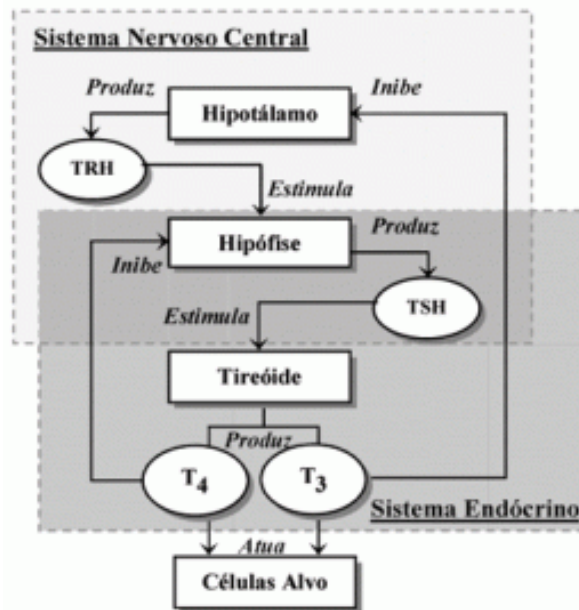 Sistema Nervoso Central
Produz
Inibe
Hipotálamo
TRH
Estimula
Hipófise
Produz
Inibe
TSH
Estimula
Tireóide
Produz
T4
T3
Sistema Endócrino
Atua
Células Alvo